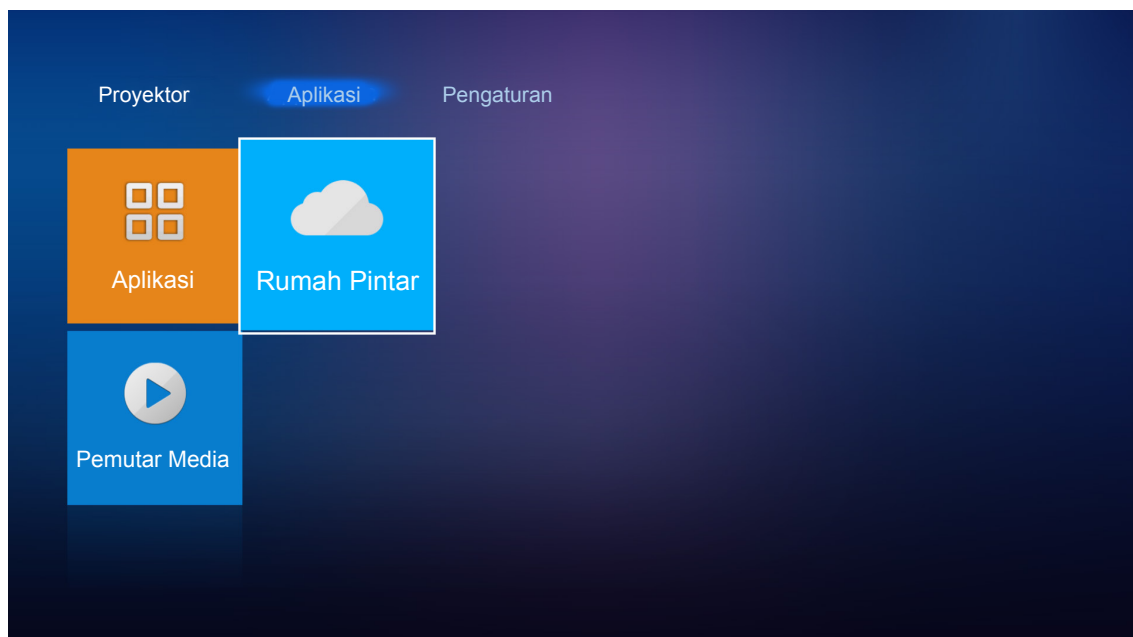 Proyektor Aplikasi Pengaturan
Aplikasi
Rumah Pintar
Pemutar Media